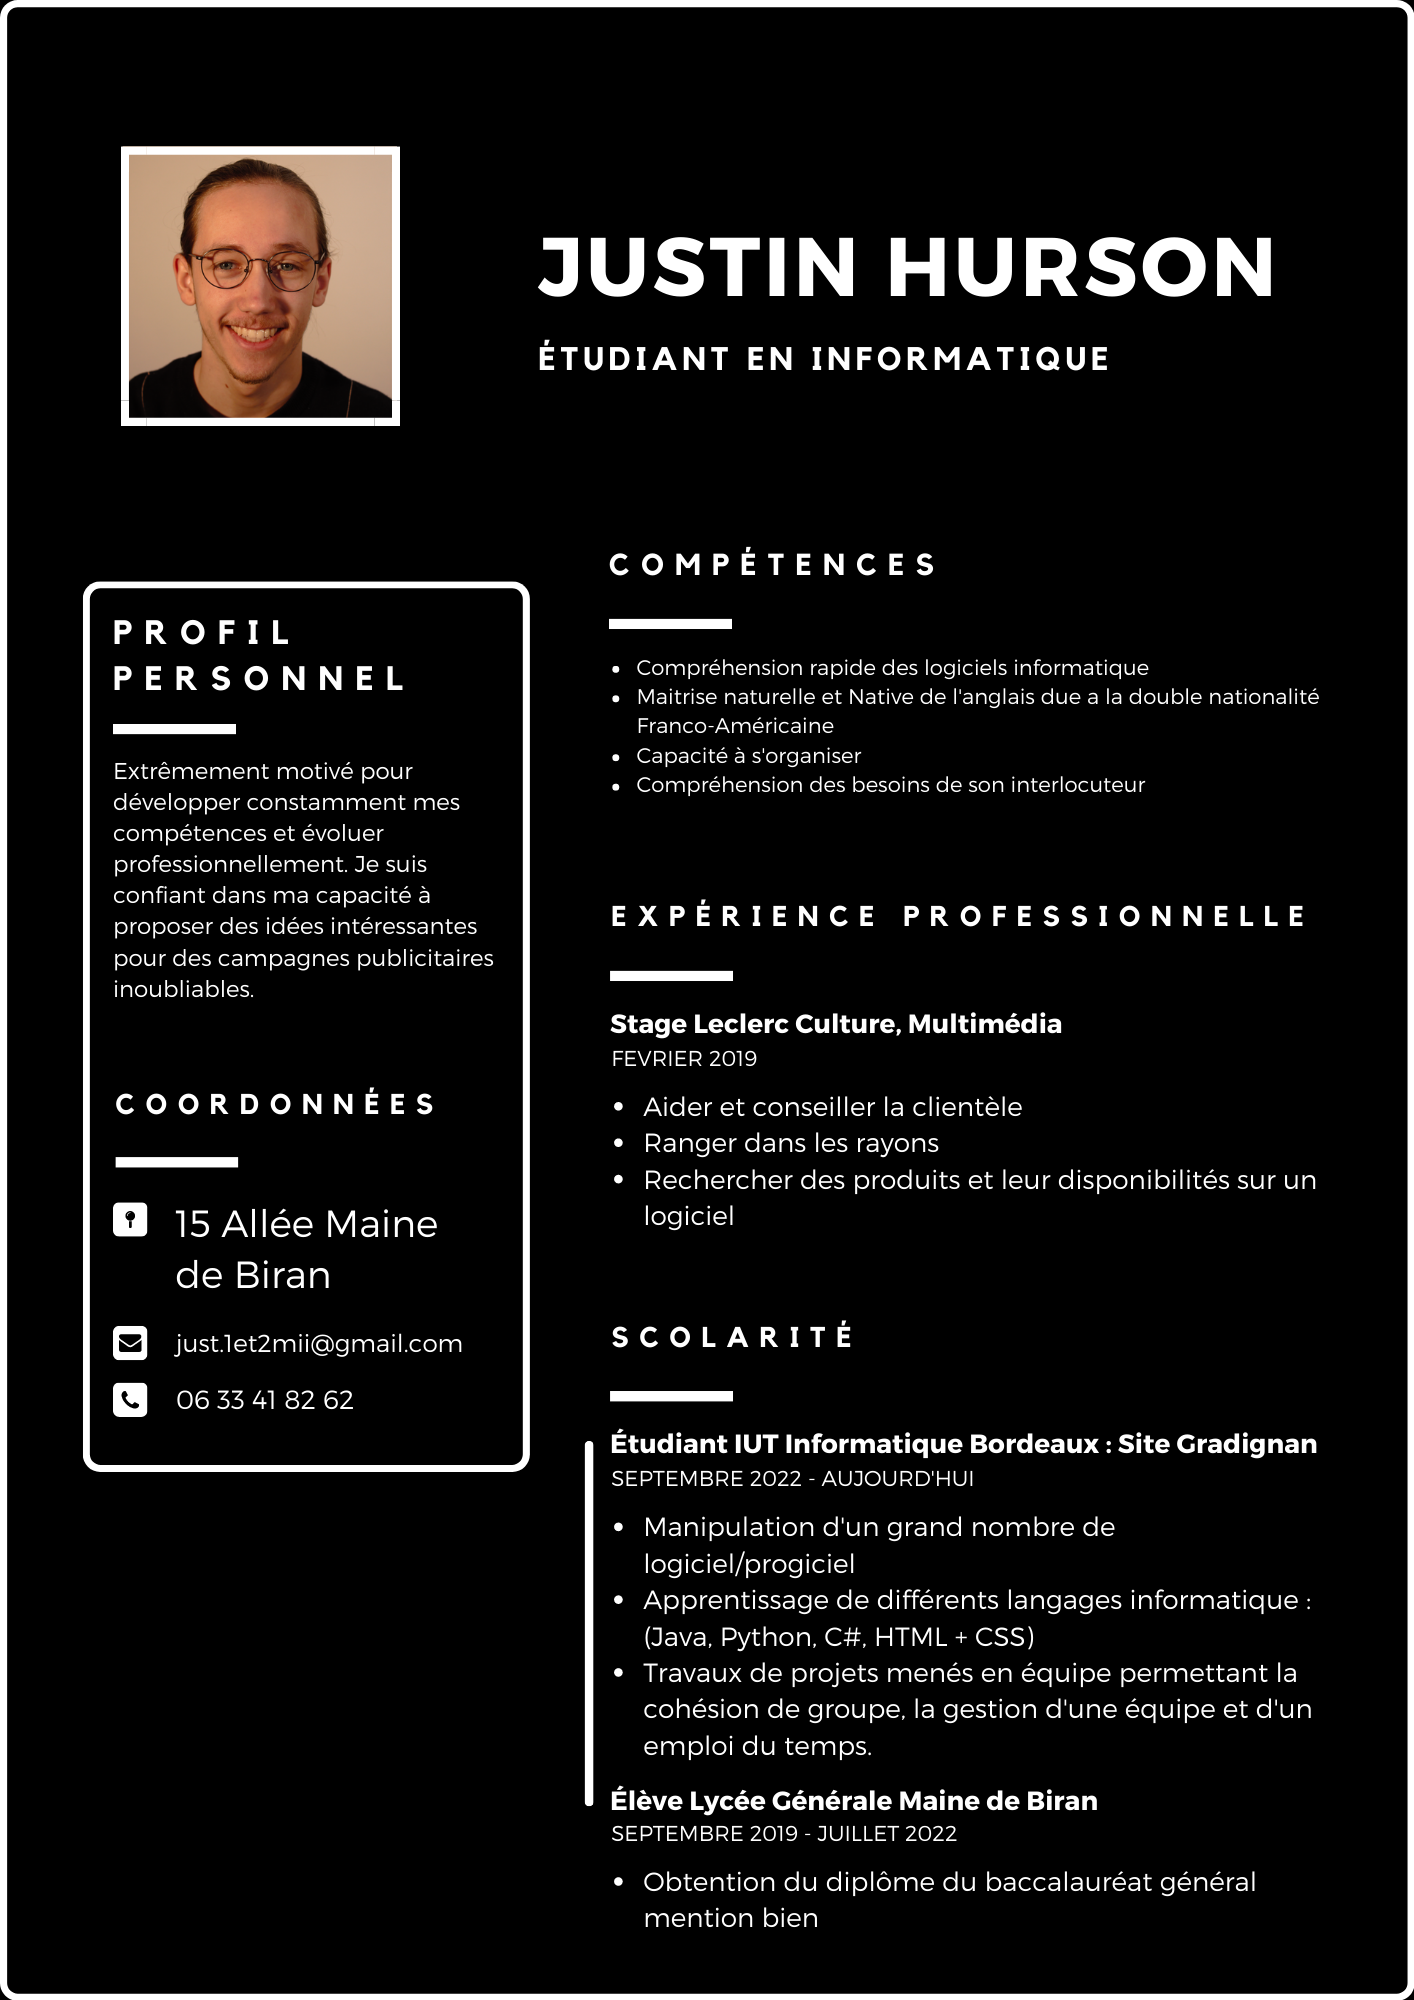 JUSTIN HURSON
ÉTUDIANT EN INFORMATIQUE
PROFIL
PERSONNEL
Extrêmement motivé pour
développer constamment mes
compétences et évoluer
professionnellement. Je suis
confiant dans ma capacité à
proposer des idées intéressantes
pour des campagnes publicitaires
inoubliables.
COORDONNÉES
15 Allée Maine
de Biran
just.1et2mii@gmail.com
06 33 41 82 62
COMPÉTENCES
• Compréhension rapide des logiciels informatique
• Maitrise naturelle et Native de l'anglais due a la double nationalité
Franco-Américaine
• Capacité à s'organiser
• Compréhension des besoins de son interlocuteur
EXPÉRIENCE PROFESSIONNELLE
Stage Leclerc Culture, Multimédia
FEVRIER 2019
• Aider et conseiller la clientèle
• Ranger dans les rayons
• Rechercher des produits et leur disponibilités sur un
logiciel
SCOLARITÉ
Étudiant IUT Informatique Bordeaux : Site Gradignan
SEPTEMBRE 2022 - AUJOURD'HUI
• Manipulation d'un grand nombre de
logiciel/progiciel
• Apprentissage de différents langages informatique :
(Java, Python, C#, HTML + CSS)
• Travaux de projets menés en équipe permettant la
cohésion de groupe, la gestion d'une équipe et d'un
emploi du temps.
Élève Lycée Générale Maine de Biran
SEPTEMBRE 2019 - JUILLET 2022
• Obtention du diplôme du baccalauréat général
mention bien